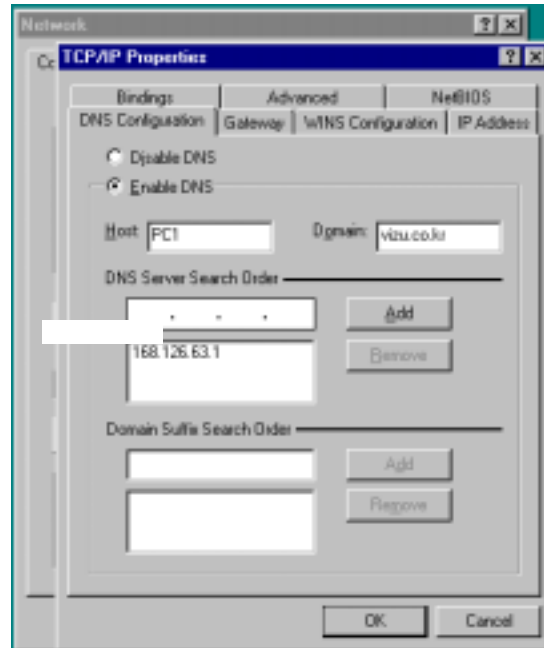 Network
TCP/IP Properties
Bindings Advanced NetBIOS
DNS Configuration Gateway WINS Configuration IP Address
Disable DNS
Enable DNS
Host: PC1 Domain: vizu.co.kr
DNS Server Search Order
. . . Add
168.126.63.1 Remove
Domain Suffix Search Order
Add
Remove
OK Cancel